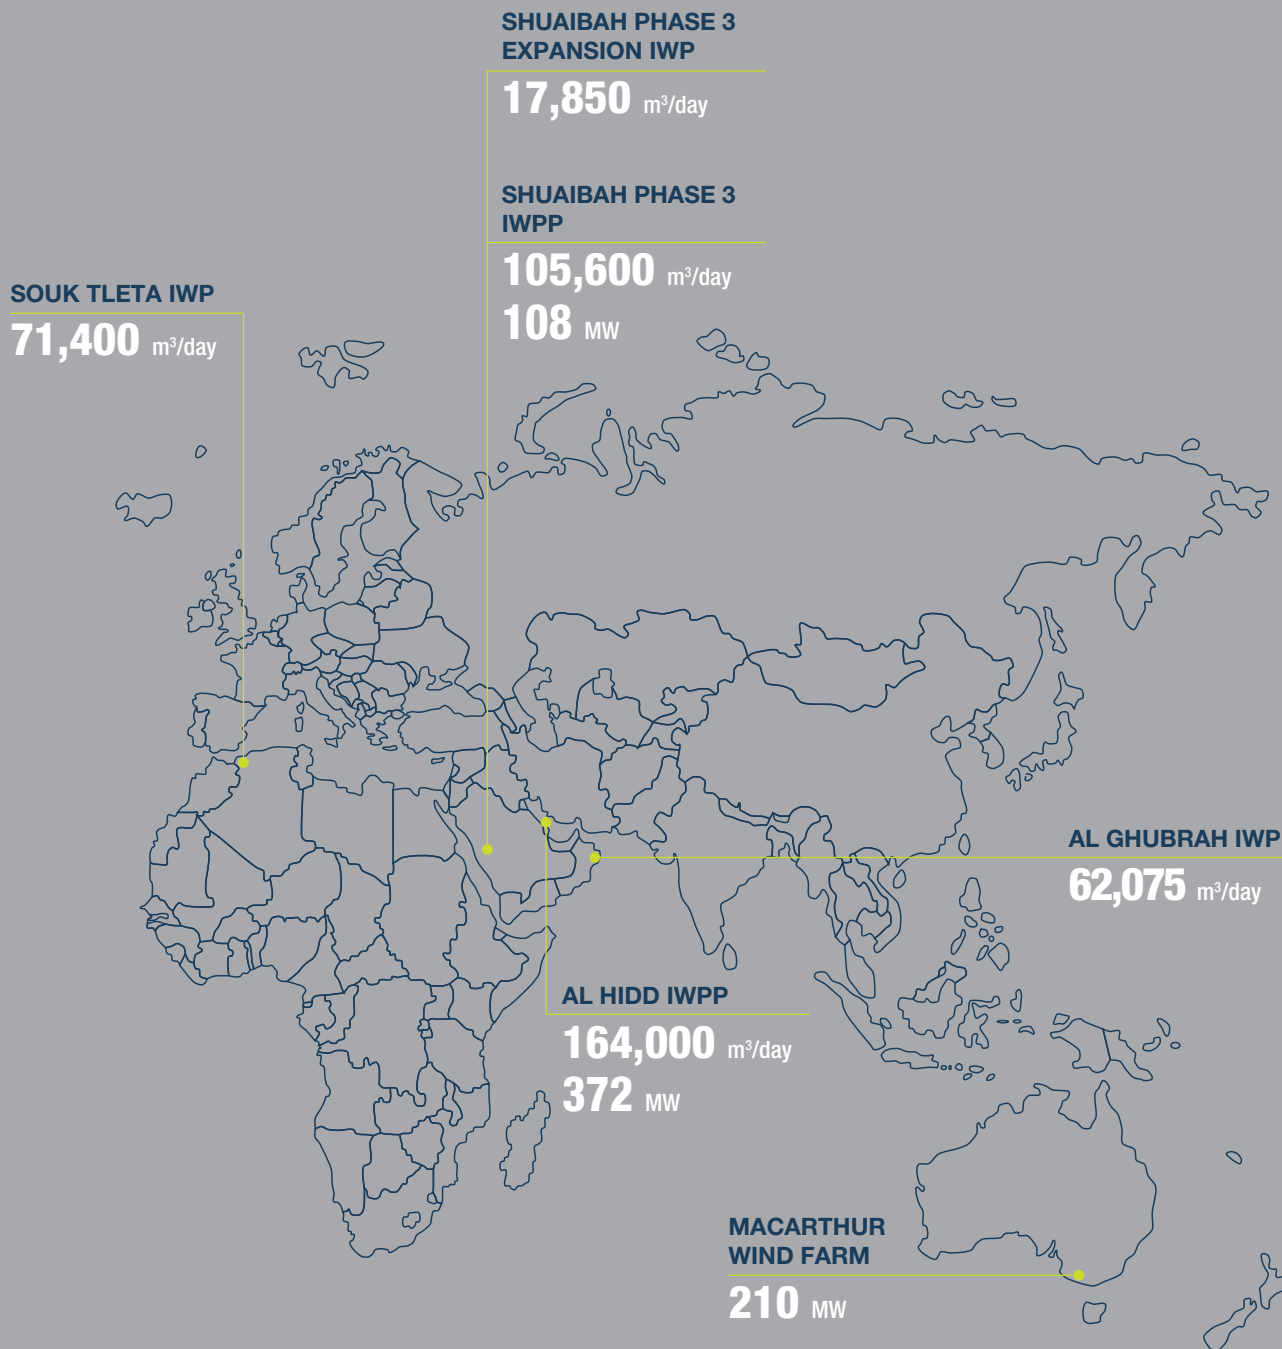 SHUAIBAH PHASE 3
EXPANSION IWP
17,850 m³/day
SHUAIBAH PHASE 3
IWPP
105,600 m³/day
108 MW
SOUK TLETA IWP
71,400 m³/day
AL GHUBRAH IWP
62,075 m³/day
AL HIDD IWPP
164,000 m³/day
372 MW
MACARTHUR
WIND FARM
210 MW